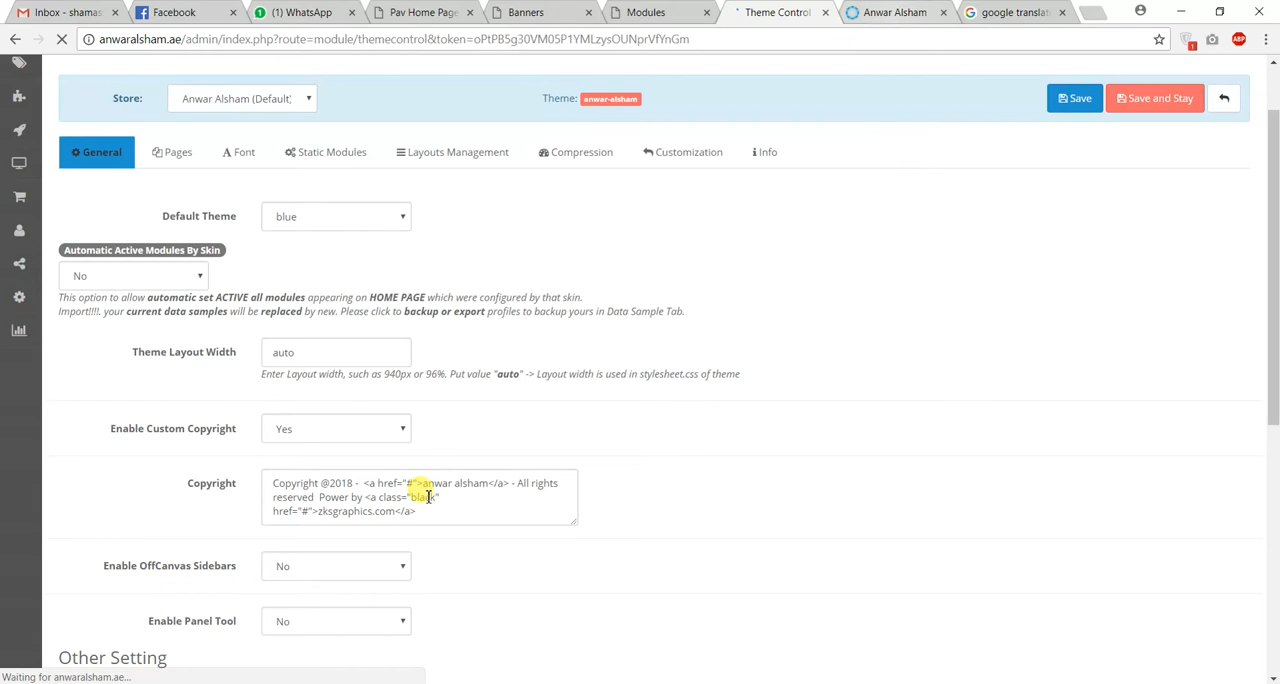 Inbox - shamas
Facebook
(1) WhatsApp
Pav Home Page
Banners
Modules
Theme Control
Anwar Alsham
google translat
anwaralsham.ae/admin/index.php?route=module/themecontrol&token=oPtPB5g30VM05P1YMLzysOUNprVfYnGm
1
ABP
Store:
Anwar Alsham (Default)
Theme: anwar-alsham
Save
Save and Stay
General
Pages
Font
Static Modules
Layouts Management
Compression
Customization
Info
Default Theme
blue
Automatic Active Modules By Skin
No
This option to allow automatic set ACTIVE all modules appearing on HOME PAGE which were configured by that skin.
Import!!!!. your current data samples will be replaced by new. Please click to backup or export profiles to backup yours in Data Sample Tab.
Theme Layout Width
auto
Enter Layout width, such as 940px or 96%. Put value "auto" -> Layout width is used in stylesheet.css of theme
Enable Custom Copyright
Yes
Copyright
Copyright @2018 - <a href="#">anwar alsham</a> - All rights
reserved Power by <a class="black"
href="#">zksgraphics.com</a>
Enable OffCanvas Sidebars
No
Enable Panel Tool
No
Other Setting
Waiting for anwaralsham.ae...